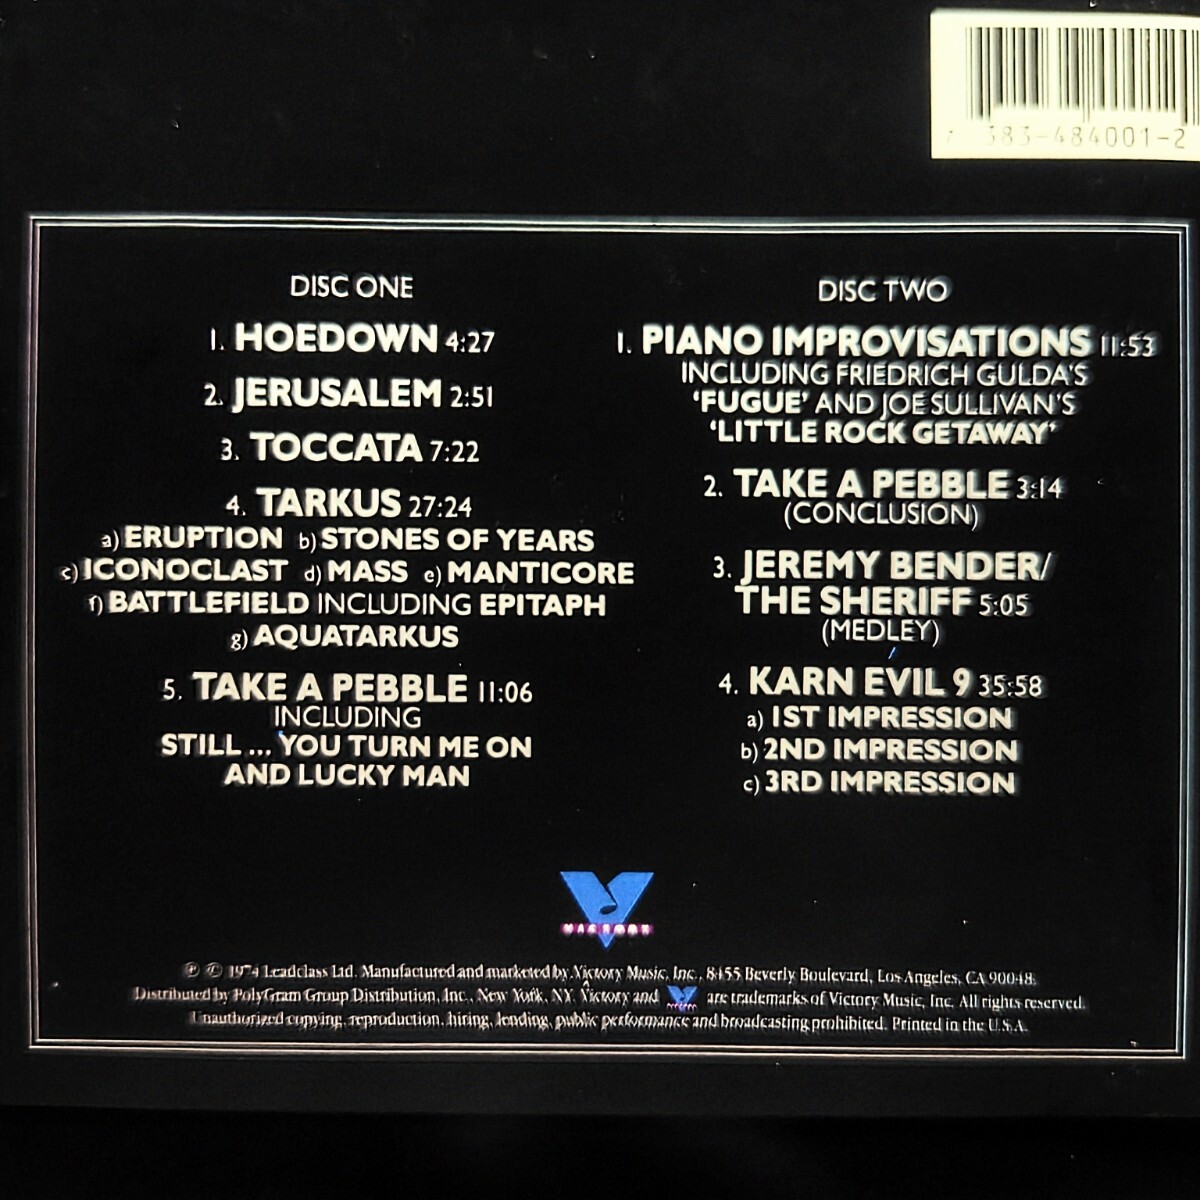 383-484001-2
DISC ONE
1. HOEDOWN 4:27
2. JERUSALEM 2:51
3. TOCCATA 7:22
4. TARKUS 27:24
a) ERUPTION b) STONES OF YEARS
c) ICONOCLAST d) MASS e) MANTICORE
f) BATTLEFIELD INCLUDING EPITAPH
g) AQUATARKUS
5. TAKE A PEBBLE 11:06
INCLUDING
STILL... YOU TURN ME ON
AND LUCKY MAN
DISC TWO
1. PIANO IMPROVISATIONS 11:53
INCLUDING FRIEDRICH GULDA'S
'FUGUE' AND JOE SULLIVAN'S
'LITTLE ROCK GETAWAY'
2. TAKE A PEBBLE 3:14
(CONCLUSION)
3. JEREMY BENDER/
THE SHERIFF 5:05
(MEDLEY)
4. KARN EVIL 9 35:58
a) 1ST IMPRESSION
b) 2ND IMPRESSION
c) 3RD IMPRESSION
℗ © 1974 Leadclass Ltd. Manufactured and marketed by Victory Music, Inc., 8455 Beverly Boulevard, Los Angeles, CA 90048.
Distributed by PolyGram Group Distribution, Inc., New York, NY. Victory and are trademarks of Victory Music, Inc. All rights reserved.
Unauthorized copying, reproduction, hiring, lending, public performance and broadcasting prohibited. Printed in the U.S.A.